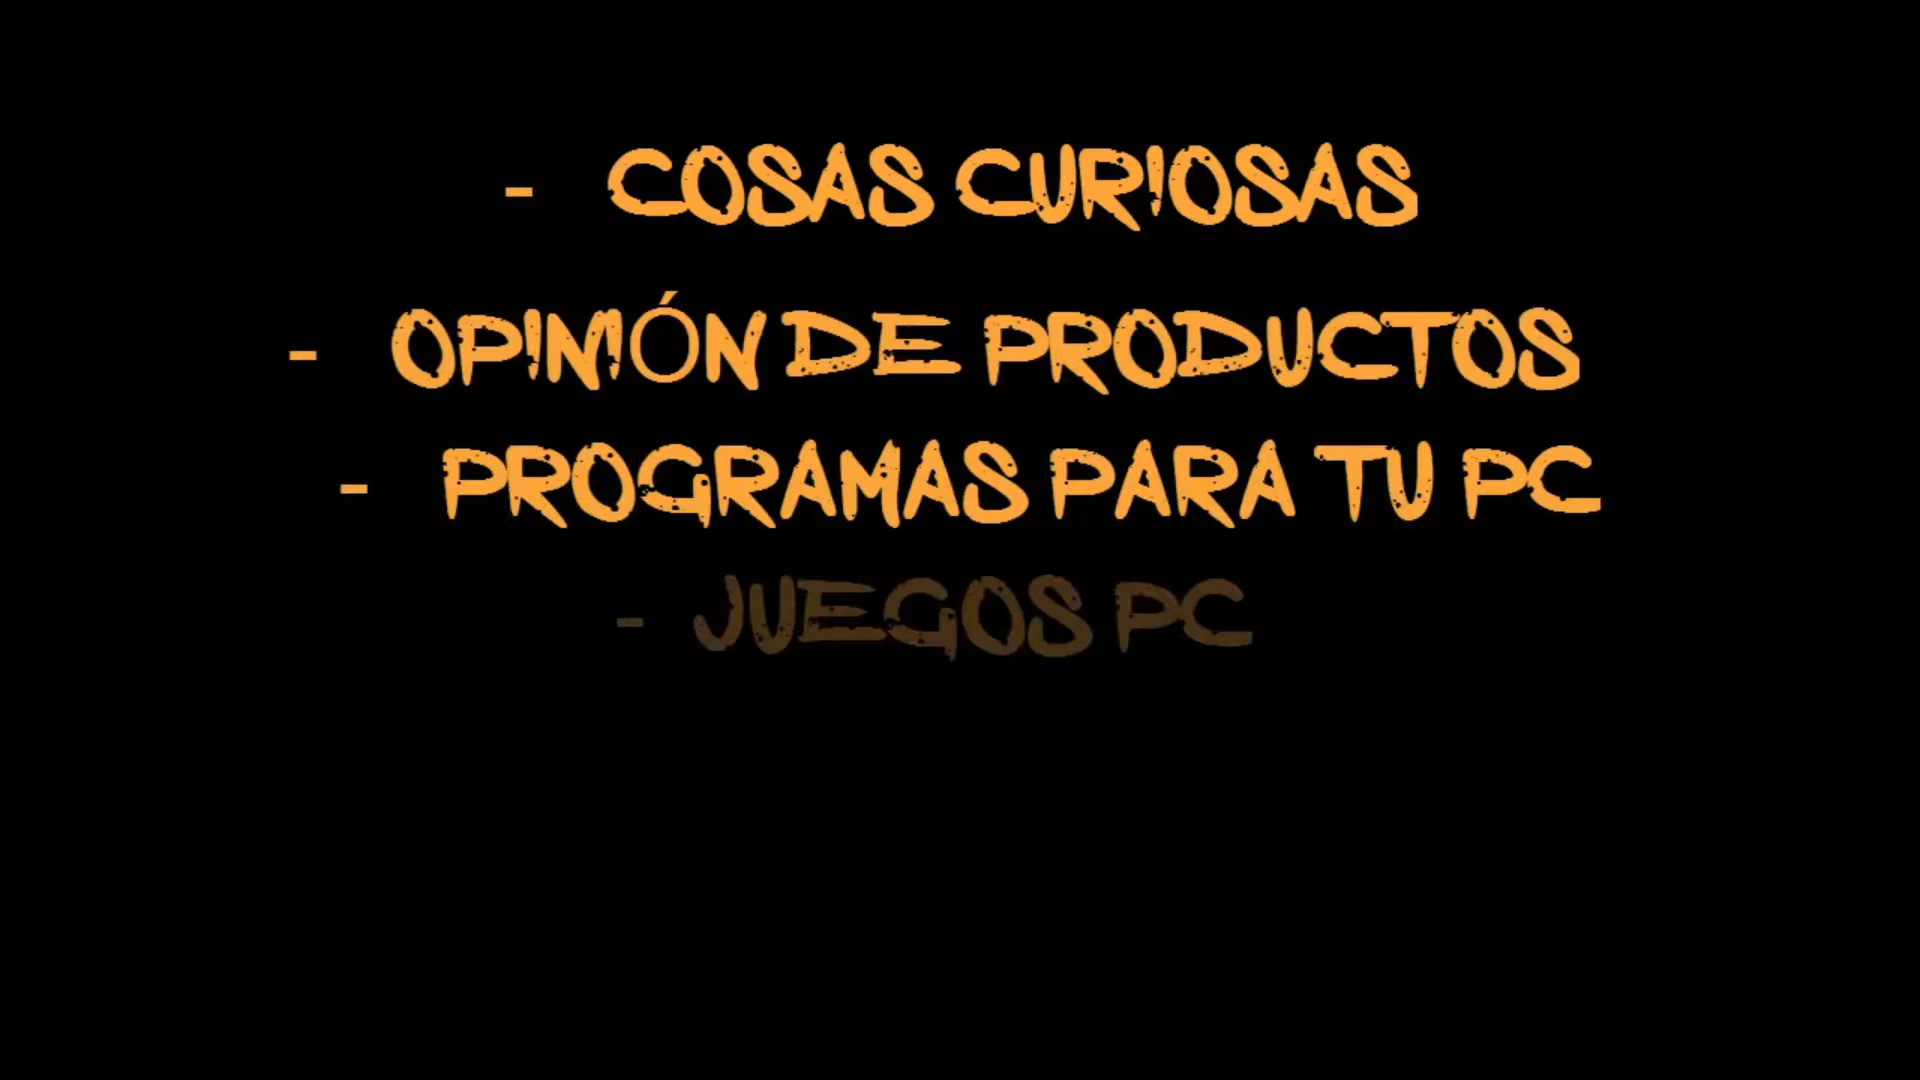 - COSAS CURIOSAS
- OPINIÓN DE PRODUCTOS
- PROGRAMAS PARA TU PC
- JUEGOS PC